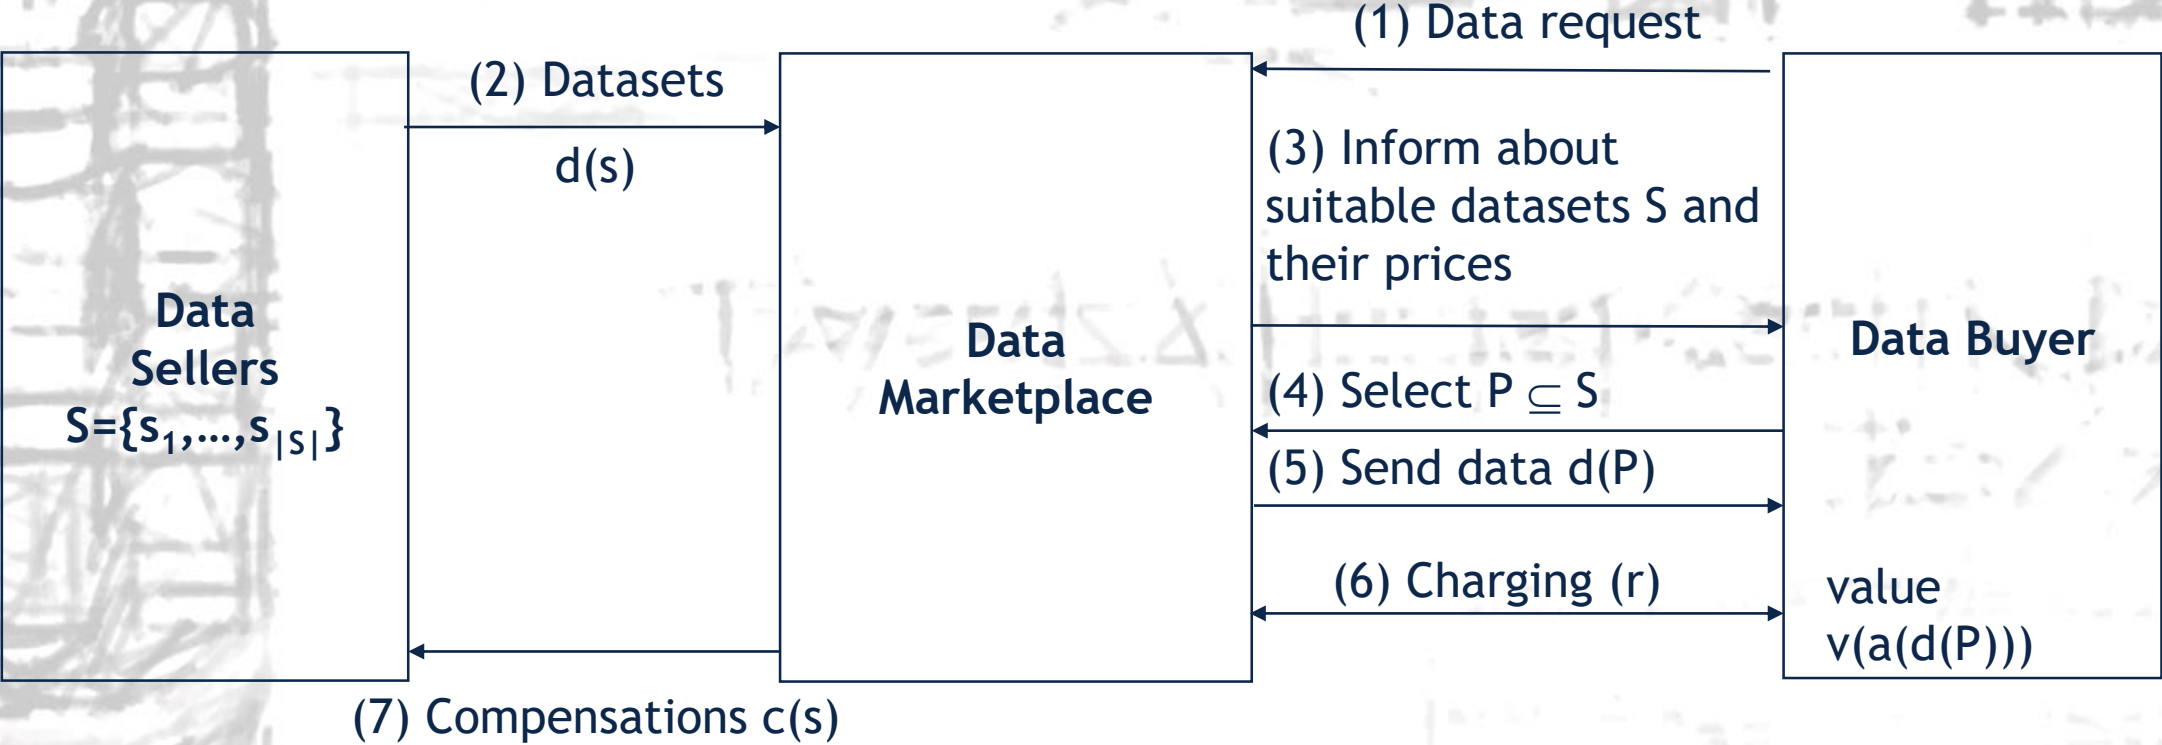 (1) Data request
(2) Datasets
d(s)
(3) Inform about
suitable datasets S and
their prices
Data
Sellers
S={s₁,…,s|S|}
Data
Marketplace
Data Buyer
(4) Select P ⊆ S
(5) Send data d(P)
(6) Charging (r)
value
v(a(d(P)))
(7) Compensations c(s)